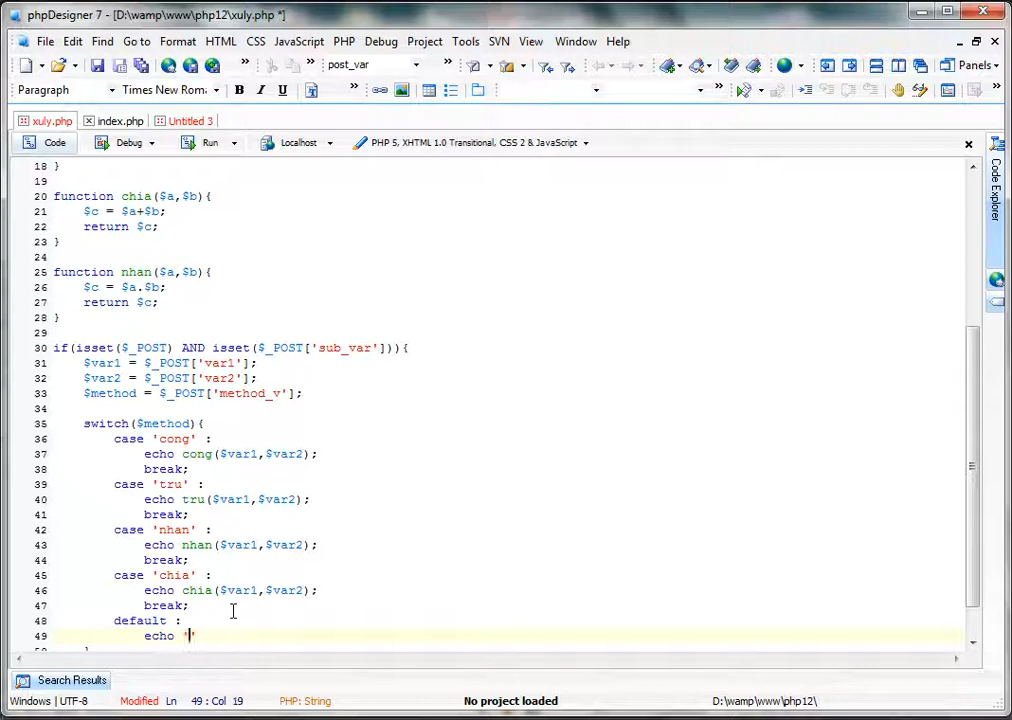 phpDesigner 7 - [D:\wamp\www\php12\xuly.php *]
File Edit Find Go to Format HTML CSS JavaScript PHP Debug Project Tools SVN View Window Help
post_var
Panels
Paragraph Times New Roma
xuly.php index.php Untitled 3
Code Debug Run Localhost PHP 5, XHTML 1.0 Transitional, CSS 2 & JavaScript
Code Explorer
18 }
19
20 function chia($a,$b){
21 $c = $a+$b;
22 return $c;
23 }
24
25 function nhan($a,$b){
26 $c = $a.$b;
27 return $c;
28 }
29
30 if(isset($_POST) AND isset($_POST['sub_var'])){
31 $var1 = $_POST['var1'];
32 $var2 = $_POST['var2'];
33 $method = $_POST['method_v'];
34
35 switch($method){
36 case 'cong' :
37 echo cong($var1,$var2);
38 break;
39 case 'tru' :
40 echo tru($var1,$var2);
41 break;
42 case 'nhan' :
43 echo nhan($var1,$var2);
44 break;
45 case 'chia' :
46 echo chia($var1,$var2);
47 break;
48 default :
49 echo ''
50 }
Search Results
Windows | UTF-8 Modified Ln 49 : Col 19 PHP: String No project loaded D:\wamp\www\php12\